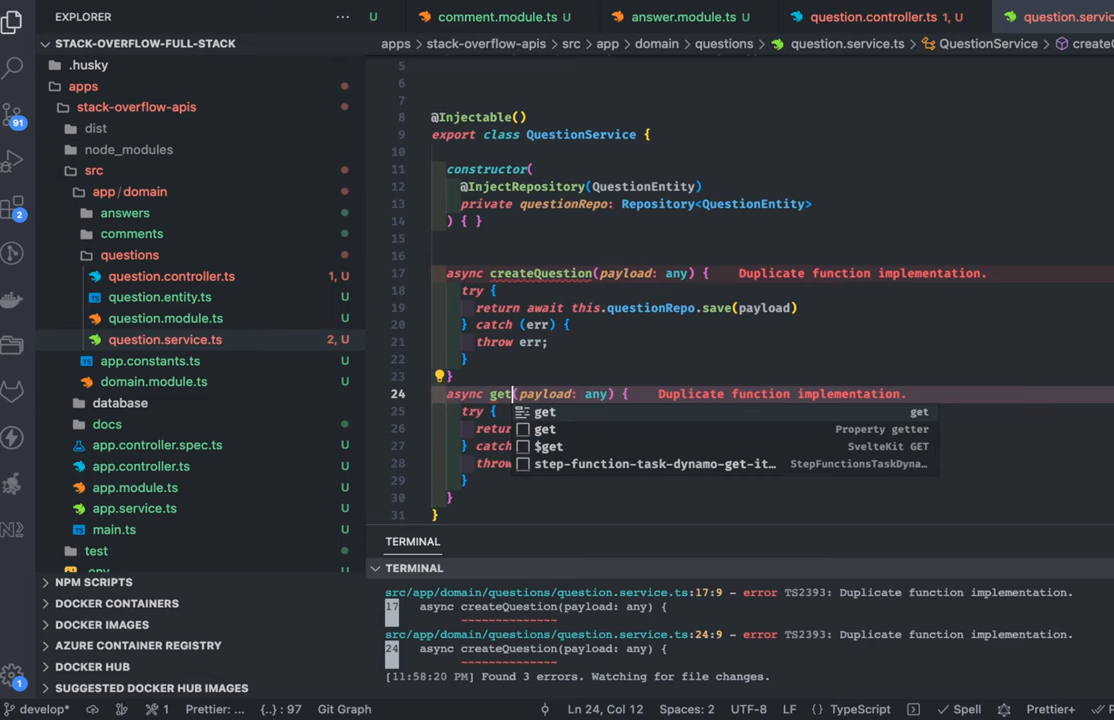 EXPLORER
STACK-OVERFLOW-FULL-STACK
.husky
apps
stack-overflow-apis
dist
node_modules
src
app/domain
answers
comments
questions
question.controller.ts 1, U
question.entity.ts U
question.module.ts U
question.service.ts 2, U
app.constants.ts U
domain.module.ts U
database
docs
app.controller.spec.ts U
app.controller.ts U
app.module.ts U
app.service.ts U
main.ts U
test
NPM SCRIPTS
DOCKER CONTAINERS
DOCKER IMAGES
AZURE CONTAINER REGISTRY
DOCKER HUB
SUGGESTED DOCKER HUB IMAGES
91
2
1
U comment.module.ts U answer.module.ts U question.controller.ts 1, U
apps > stack-overflow-apis > src > app > domain > questions > question.service.ts > QuestionService >
5
6
7
8 @Injectable()
9 export class QuestionService {
10
11 constructor(
12 @InjectRepository(QuestionEntity)
13 private questionRepo: Repository<QuestionEntity>
14 ) { }
15
16
17 async createQuestion(payload: any) { Duplicate function implementation.
18 try {
19 return await this.questionRepo.save(payload)
20 } catch (err) {
21 throw err;
22 }
23 }
24 async get(payload: any) { Duplicate function implementation.
25 try {
26
27 } catch
28
29 }
30 }
31 }
get get
get Property getter
$get SvelteKit GET
step-function-task-dynamo-get-it… StepFunctionsTaskDyna…
TERMINAL
TERMINAL
src/app/domain/questions/question.service.ts:17:9 - error TS2393: Duplicate function implementation.
17 async createQuestion(payload: any) {
~~~~~~~~~~~~~~
src/app/domain/questions/question.service.ts:24:9 - error TS2393: Duplicate function implementation.
24 async createQuestion(payload: any) {
~~~~~~~~~~~~~~
[11:58:20 PM] Found 3 errors. Watching for file changes.
develop* 1 Prettier: … {..} : 97 Git Graph Ln 24, Col 12 Spaces: 2 UTF-8 LF {} TypeScript Spell Prettier+